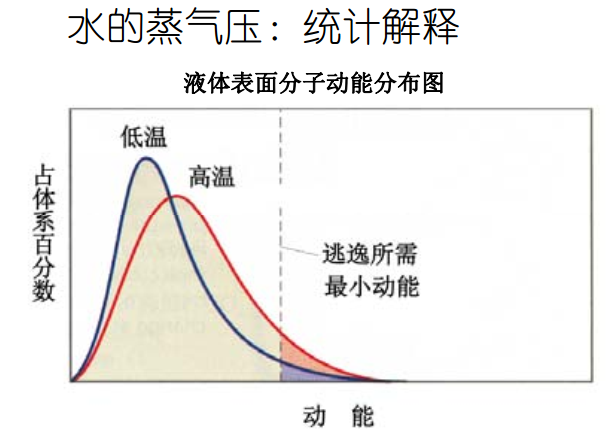 水的蒸气压：统计解释
液体表面分子动能分布图
低温
高温
占体系百分数
逃逸所需
最小动能
动 能